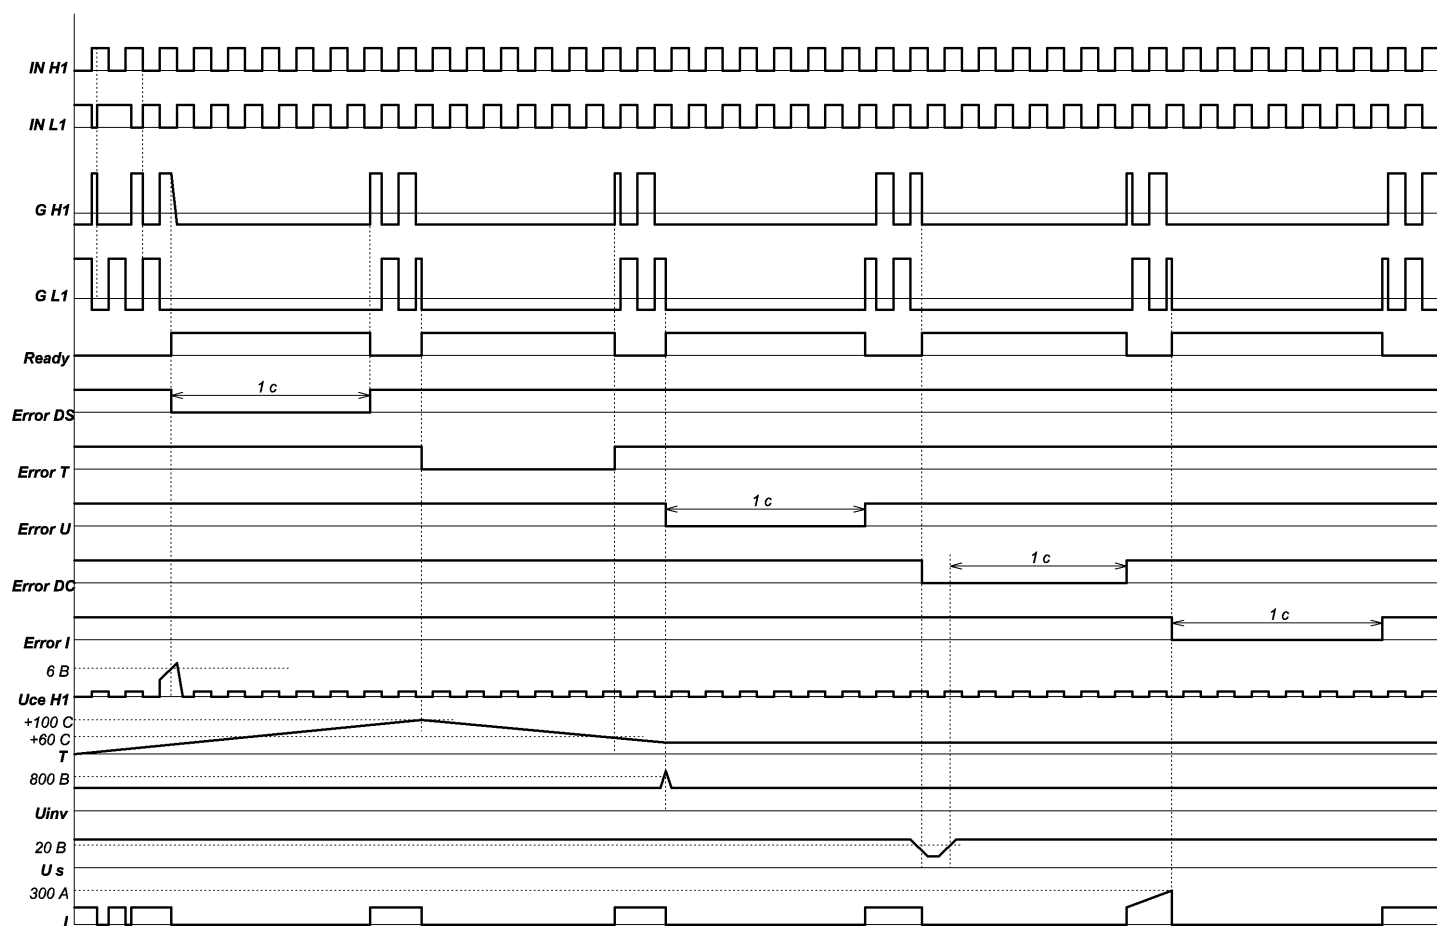 IN H1
IN L1
G H1
G L1
Ready
1 c
Error DS
Error T
1 c
Error U
1 c
Error DC
1 c
Error I
6 B
Uce H1
+100 C
+60 C
T
800 B
Uinv
20 B
U s
300 A
I